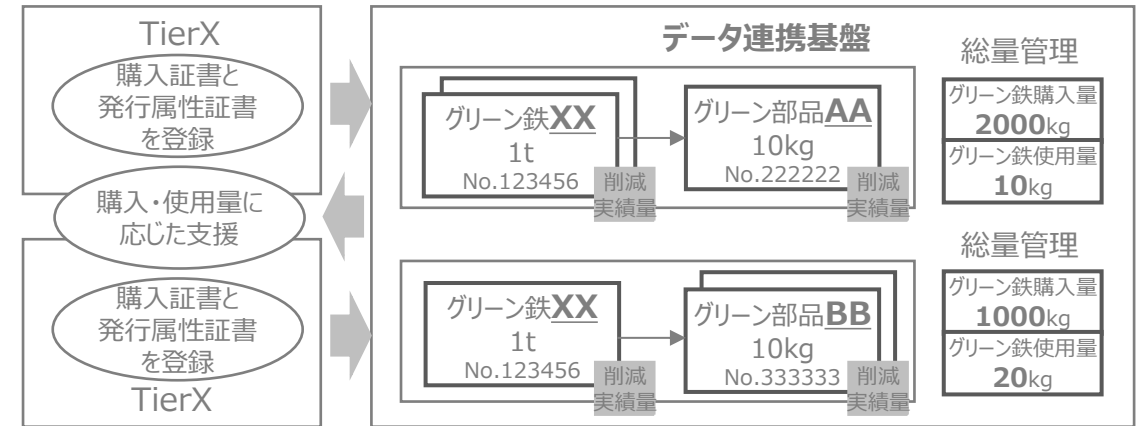 TierX
購入証書と
発行属性証書
を登録
購入・使用量に
応じた支援
購入証書と
発行属性証書
を登録
TierX
データ連携基盤
グリーン鉄XX
1t
No.123456
削減
実績量
グリーン部品AA
10kg
No.222222
削減
実績量
総量管理
グリーン鉄購入量
2000kg
グリーン鉄使用量
10kg
グリーン鉄XX
1t
No.123456
削減
実績量
グリーン部品BB
10kg
No.333333
削減
実績量
総量管理
グリーン鉄購入量
1000kg
グリーン鉄使用量
20kg